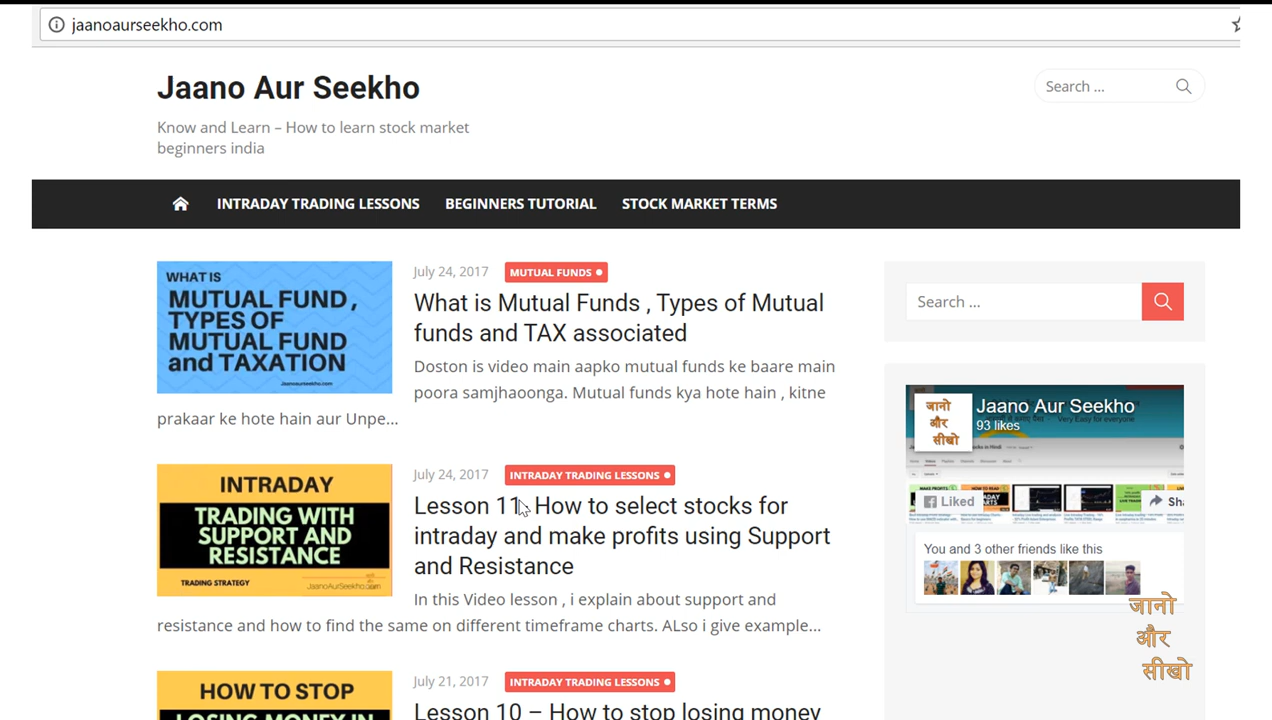 jaanoaurseekho.com
Jaano Aur Seekho
Search ...
Know and Learn – How to learn stock market
beginners india
INTRADAY TRADING LESSONS BEGINNERS TUTORIAL STOCK MARKET TERMS
WHAT IS
MUTUAL FUND ,
TYPES OF
MUTUAL FUND
and TAXATION
Jaanoaurseekho.com
July 24, 2017 MUTUAL FUNDS
What is Mutual Funds , Types of Mutual
funds and TAX associated
Doston is video main aapko mutual funds ke baare main
poora samjhaoonga. Mutual funds kya hote hain , kitne
prakaar ke hote hain aur Unpe...
INTRADAY
TRADING WITH
SUPPORT AND
RESISTANCE
TRADING STRATEGY
JaanoAurSeekho.com
July 24, 2017 INTRADAY TRADING LESSONS
Lesson 11- How to select stocks for
intraday and make profits using Support
and Resistance
In this Video lesson , i explain about support and
resistance and how to find the same on different timeframe charts. ALso i give example...
HOW TO STOP
LOSING MONEY IN
July 21, 2017 INTRADAY TRADING LESSONS
Lesson 10 – How to stop losing money
Search ...
जानो
और
सीखो
Jaano Aur Seekho
93 likes
Liked
Sha
You and 3 other friends like this
जानो
और
सीखो